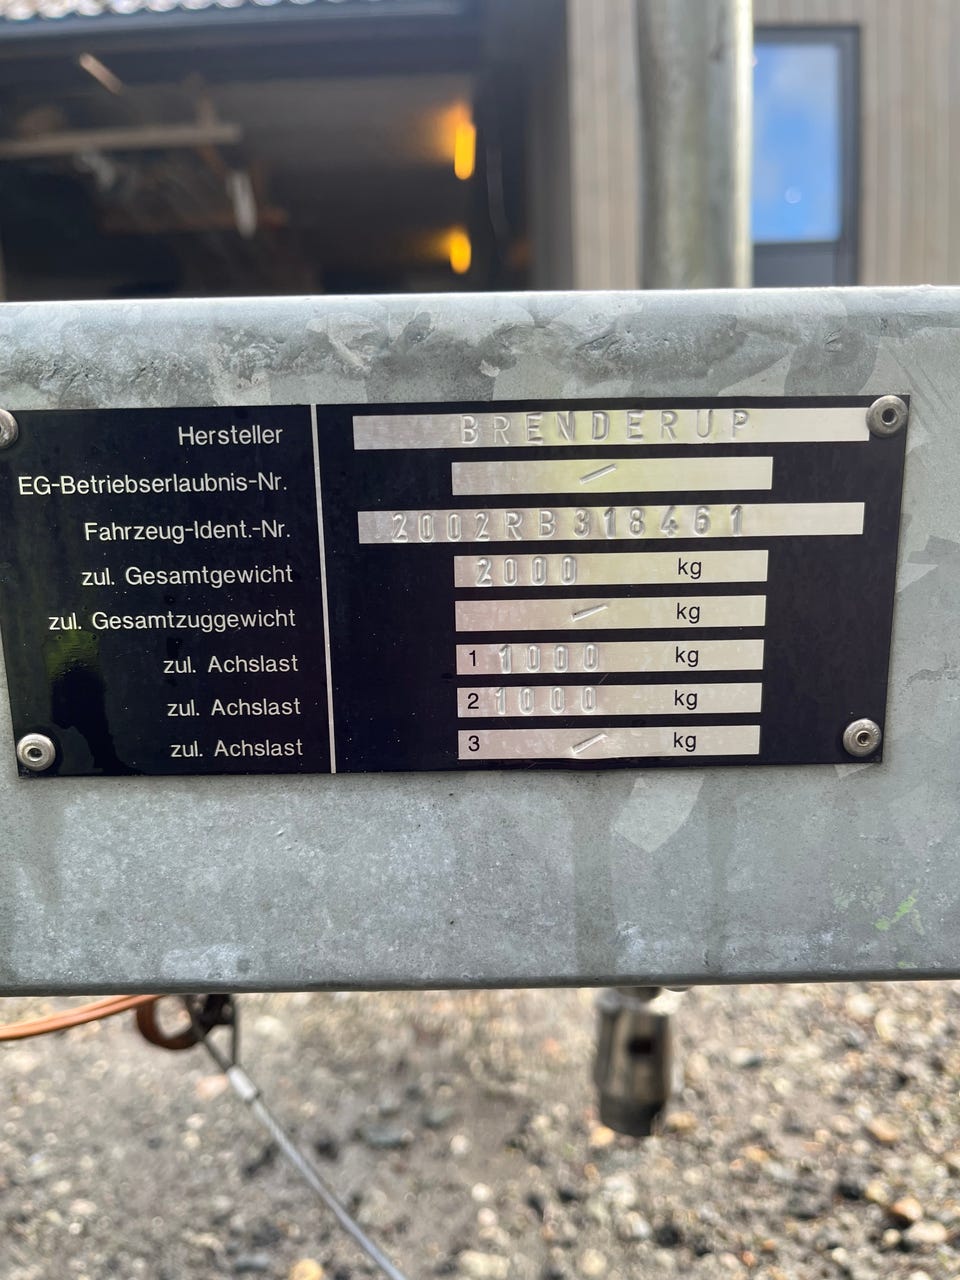 Hersteller BRENDERUP
EG-Betriebserlaubnis-Nr. /
Fahrzeug-Ident.-Nr. 2002RB318461
zul. Gesamtgewicht 2000 kg
zul. Gesamtzuggewicht / kg
zul. Achslast 1 1000 kg
zul. Achslast 2 1000 kg
zul. Achslast 3 / kg